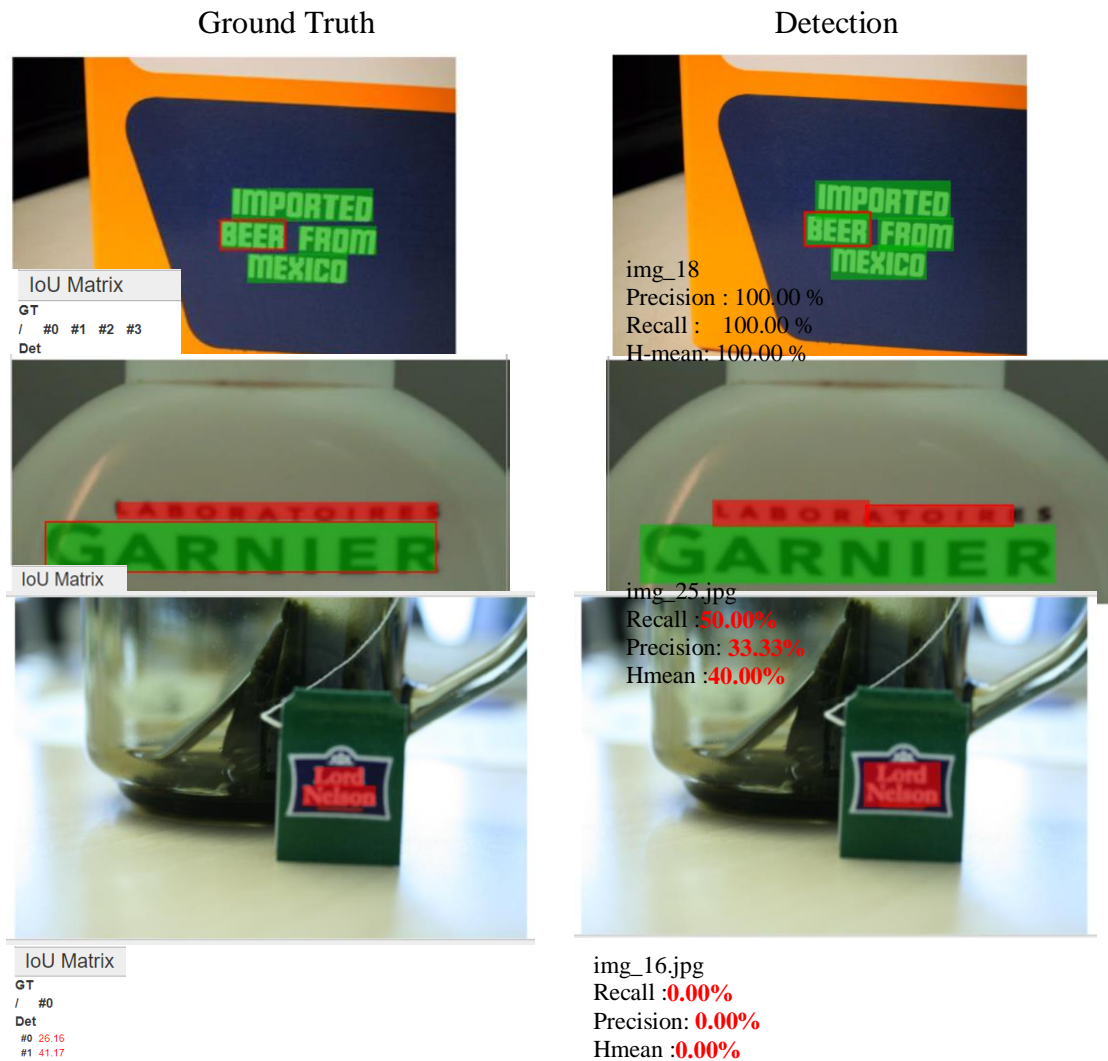 Ground Truth
Detection
IMPORTED
BEER FROM
MEXICO
IoU Matrix
GT
/ #0 #1 #2 #3
Det
IMPORTED
BEER FROM
MEXICO
img_18
Precision : 100.00 %
Recall : 100.00 %
H-mean: 100.00 %
LABORATOIRES
GARNIER
IoU Matrix
LABORATOIRES
GARNIER
img_25.jpg
Recall :50.00%
Precision: 33.33%
Hmean :40.00%
Lord
Nelson
Lord
Nelson
IoU Matrix
GT
/ #0
Det
#0 26.16
#1 41.17
img_16.jpg
Recall :0.00%
Precision: 0.00%
Hmean :0.00%